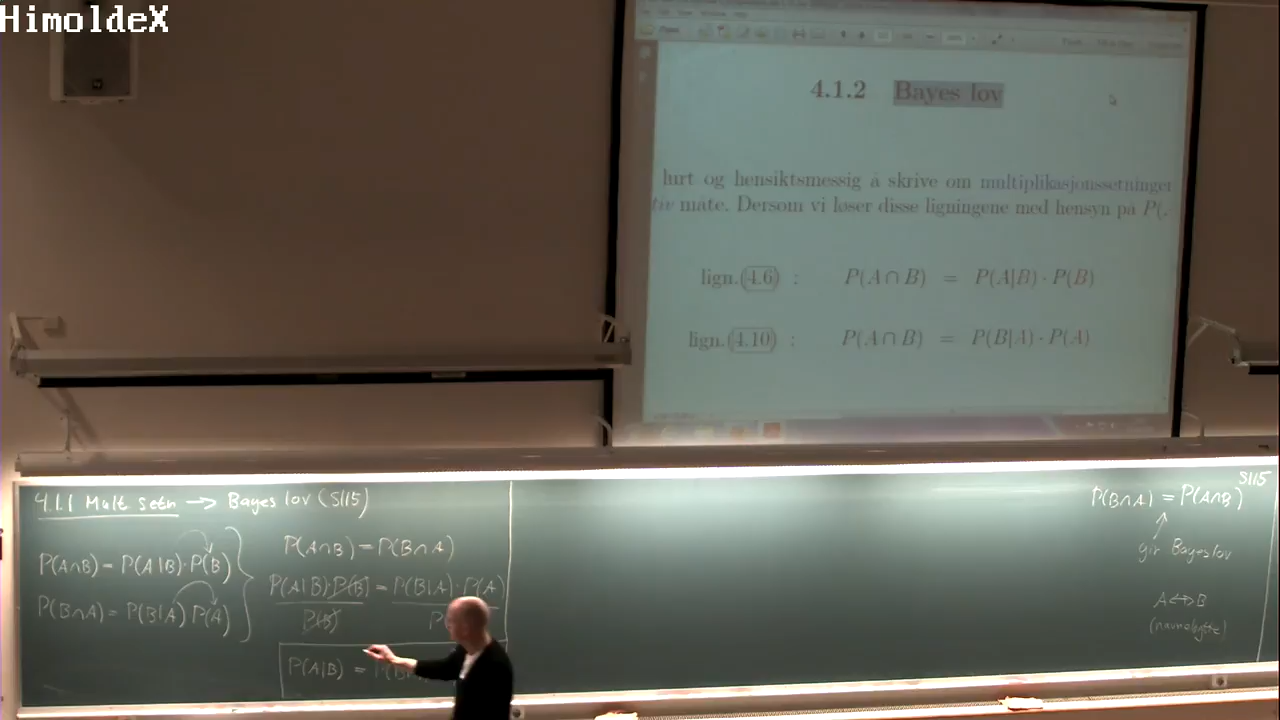 HimoldeX
4.1.2 Bayes lov
lurt og hensiktsmessig å skrive om multiplikasjonssetninger
tiv måte. Dersom vi løser disse ligningene med hensyn på P(.
lign.(4.6) : P(A∩B) = P(A|B)·P(B)
lign.(4.10) : P(A∩B) = P(B|A)·P(A)
4.1.1 Mult setn → Bayes lov (S115)
P(A∩B) = P(A|B)·P(B)
P(B∩A) = P(B|A) P(A)
P(A∩B) = P(B∩A)
P(A|B)·P(B) = P(B|A)·P(A)
P(B) P
P(A|B) = P(B
S115
P(B∩A) = P(A∩B)
gir Bayes lov
A↔B
(navnebytte)